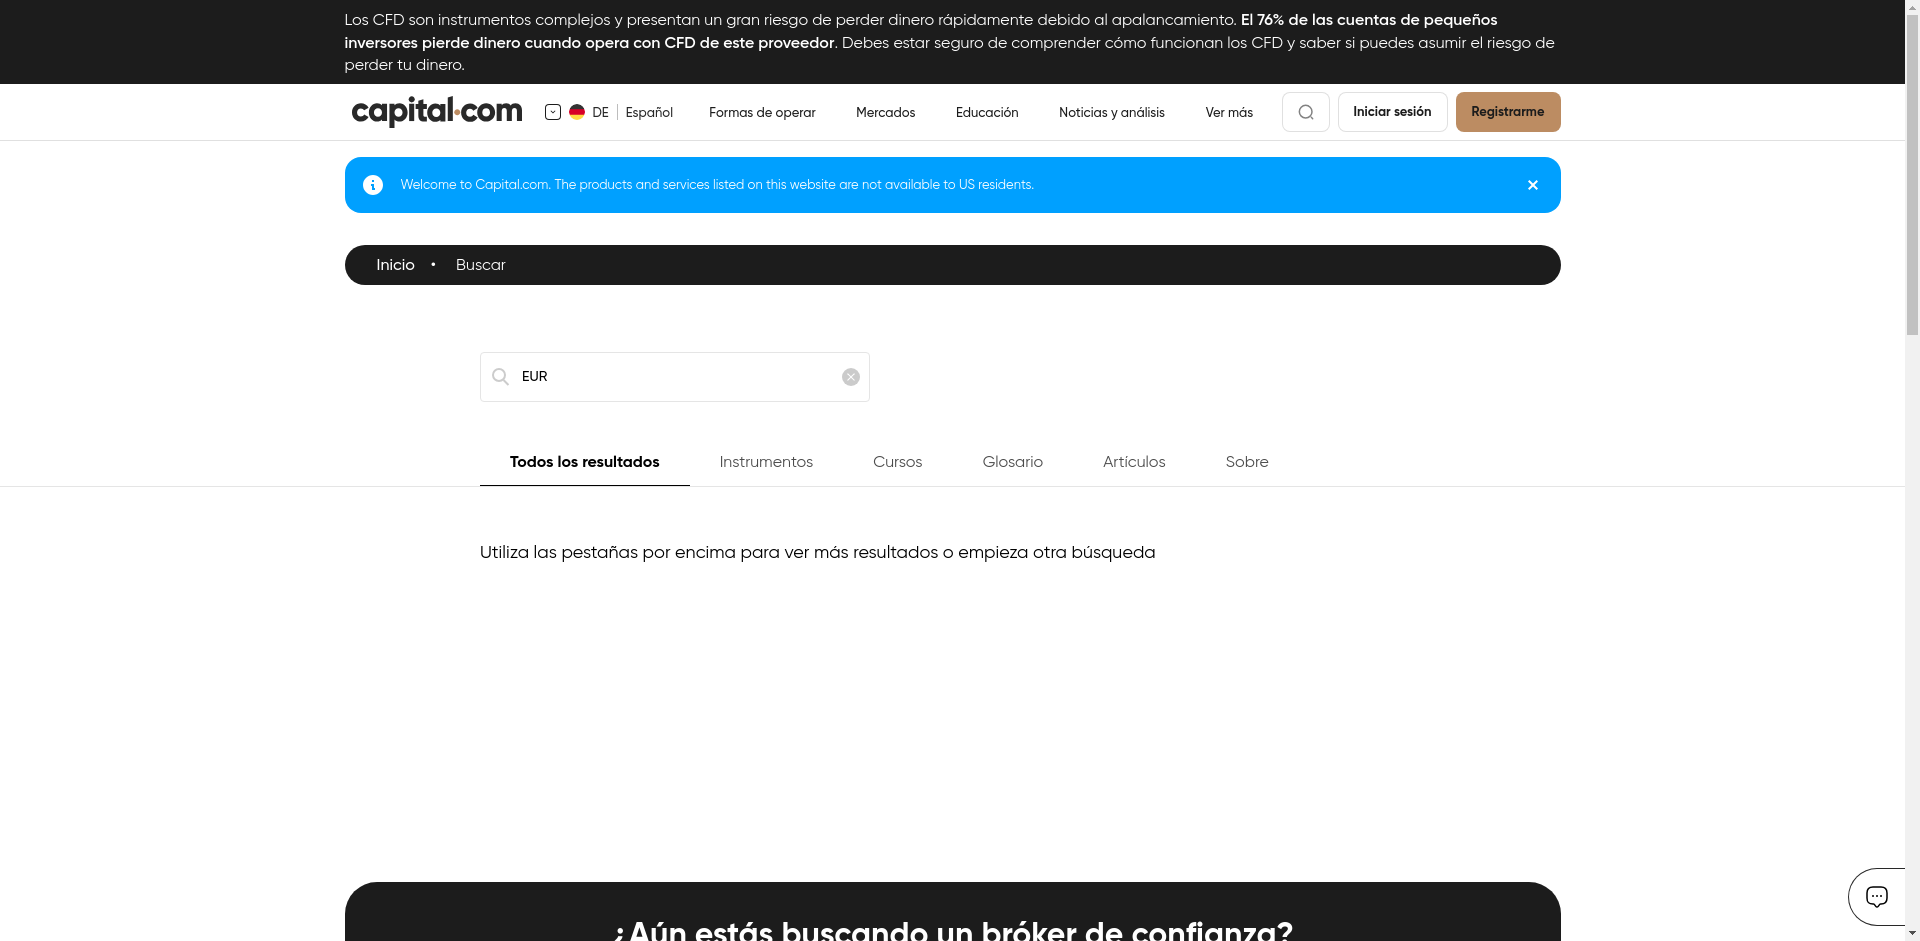 Los CFD son instrumentos complejos y presentan un gran riesgo de perder dinero rápidamente debido al apalancamiento. El 76% de las cuentas de pequeños
inversores pierde dinero cuando opera con CFD de este proveedor. Debes estar seguro de comprender cómo funcionan los CFD y saber si puedes asumir el riesgo de
perder tu dinero.
capital.com DE Español Formas de operar Mercados Educación Noticias y análisis Ver más Iniciar sesión Registrarme
Welcome to Capital.com. The products and services listed on this website are not available to US residents.
Inicio • Buscar
EUR
Todos los resultados Instrumentos Cursos Glosario Artículos Sobre
Utiliza las pestañas por encima para ver más resultados o empieza otra búsqueda
¿Aún estás buscando un bróker de confianza?